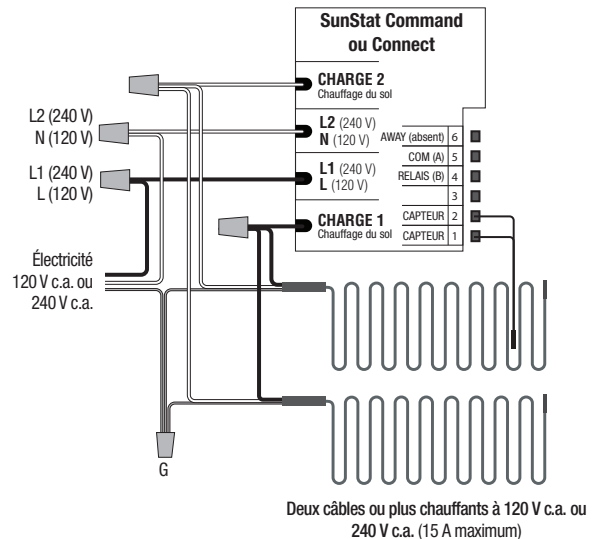 SunStat Command
ou Connect
CHARGE 2
Chauffage du sol
L2 (240 V)
N (120 V)
L2 (240 V)
N (120 V)
AWAY (absent) 6
COM (A) 5
RELAIS (B) 4
3
CAPTEUR 2
CAPTEUR 1
L1 (240 V)
L (120 V)
L1 (240 V)
L (120 V)
CHARGE 1
Chauffage du sol
Électricité
120 V c.a. ou
240 V c.a.
G
Deux câbles ou plus chauffants à 120 V c.a. ou
240 V c.a. (15 A maximum)